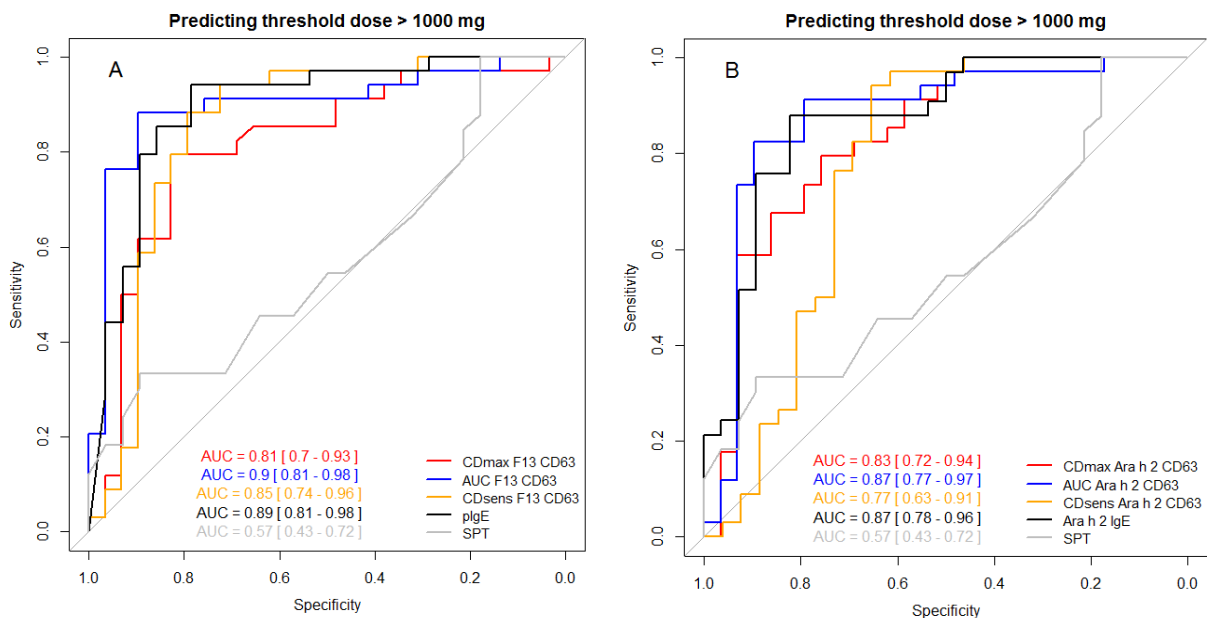 Predicting threshold dose > 1000 mg
A
Sensitivity
1.0
0.8
0.6
0.4
0.2
0.0
AUC = 0.81 [ 0.7 - 0.93 ]
AUC = 0.9 [ 0.81 - 0.98 ]
AUC = 0.85 [ 0.74 - 0.96 ]
AUC = 0.89 [ 0.81 - 0.98 ]
AUC = 0.57 [ 0.43 - 0.72 ]
CDmax F13 CD63
AUC F13 CD63
CDsens F13 CD63
pIgE
SPT
1.0 0.8 0.6 0.4 0.2 0.0
Specificity
Predicting threshold dose > 1000 mg
B
Sensitivity
1.0
0.8
0.6
0.4
0.2
0.0
AUC = 0.83 [ 0.72 - 0.94 ]
AUC = 0.87 [ 0.77 - 0.97 ]
AUC = 0.77 [ 0.63 - 0.91 ]
AUC = 0.87 [ 0.78 - 0.96 ]
AUC = 0.57 [ 0.43 - 0.72 ]
CDmax Ara h 2 CD63
AUC Ara h 2 CD63
CDsens Ara h 2 CD63
Ara h 2 IgE
SPT
1.0 0.8 0.6 0.4 0.2 0.0
Specificity